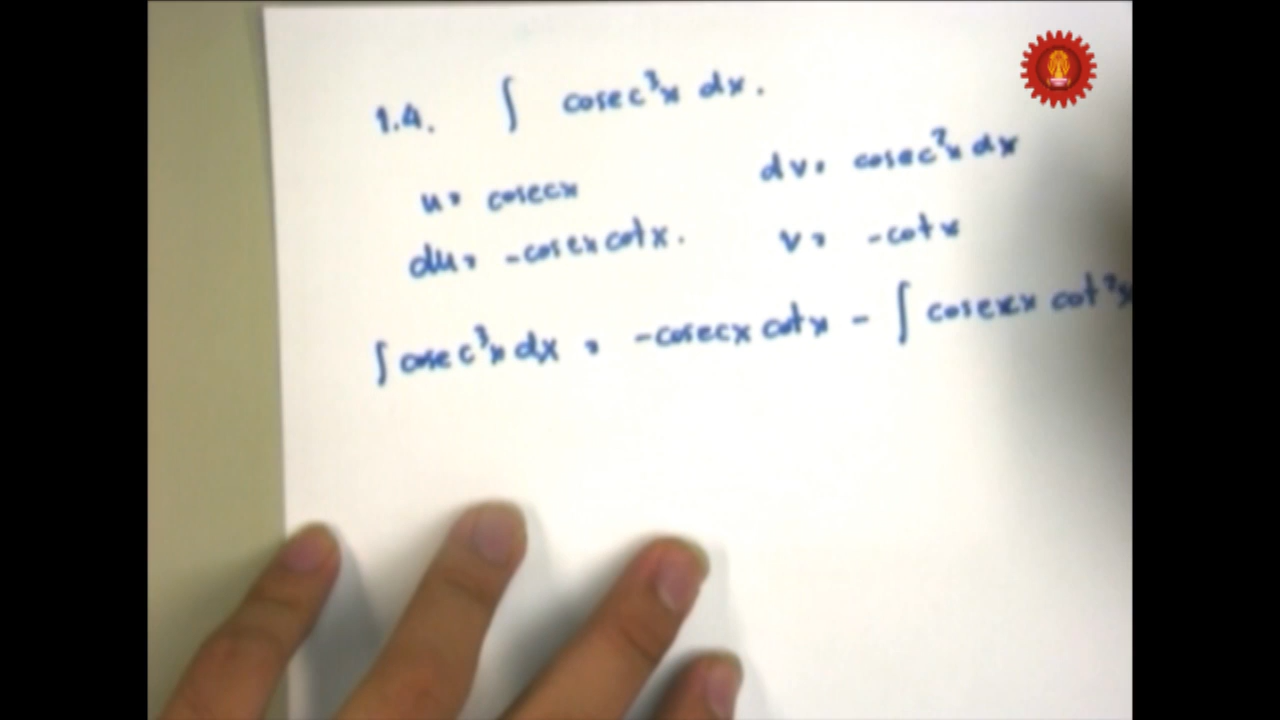 1.4. ∫ cosec³x dx.
u = cosecx dv = cosec²x dx
du = -cosecx cotx. v = -cotx
∫cosec³x dx = -cosecx cotx - ∫ cosecx cot²x